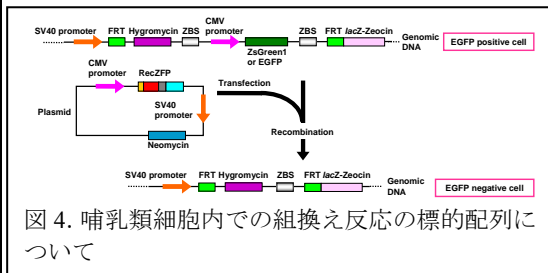 CMV
SV40 promoter FRT Hygromycin ZBS promoter ZBS FRT lacZ-Zeocin Genomic
DNA
EGFP positive cell
ZsGreen1
or EGFP
CMV
promoter RecZFP
Transfection
SV40
promoter
Plasmid
Recombination
Neomycin
SV40 promoter FRT Hygromycin ZBS FRT lacZ-Zeocin Genomic
DNA
EGFP negative cell
図 4. 哺乳類細胞内での組換え反応の標的配列に
ついて